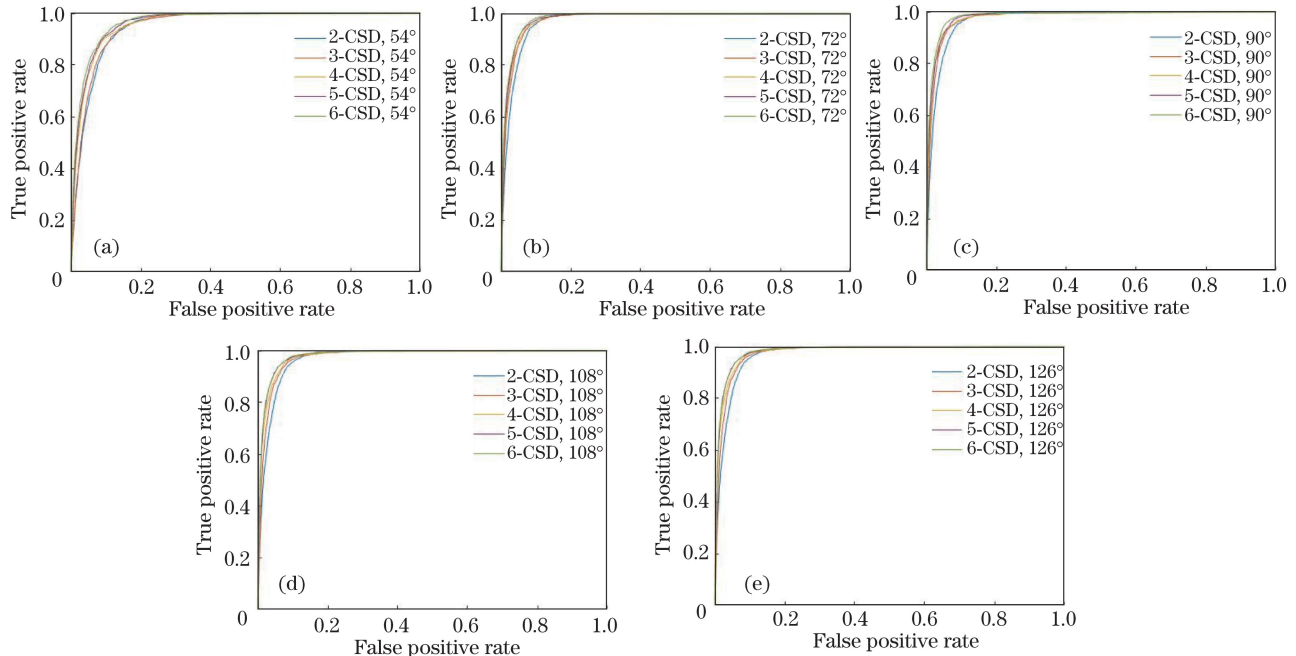 1.0
0.8
0.6
0.4
0.2
0
0.2 0.4 0.6 0.8 1.0
True positive rate
False positive rate
2-CSD, 54°
3-CSD, 54°
4-CSD, 54°
5-CSD, 54°
6-CSD, 54°
(a)
1.0
0.8
0.6
0.4
0.2
0
0.2 0.4 0.6 0.8 1.0
True positive rate
False positive rate
2-CSD, 72°
3-CSD, 72°
4-CSD, 72°
5-CSD, 72°
6-CSD, 72°
(b)
1.0
0.8
0.6
0.4
0.2
0
0.2 0.4 0.6 0.8 1.0
True positive rate
False positive rate
2-CSD, 90°
3-CSD, 90°
4-CSD, 90°
5-CSD, 90°
6-CSD, 90°
(c)
1.0
0.8
0.6
0.4
0.2
0
0.2 0.4 0.6 0.8 1.0
True positive rate
False positive rate
2-CSD, 108°
3-CSD, 108°
4-CSD, 108°
5-CSD, 108°
6-CSD, 108°
(d)
1.0
0.8
0.6
0.4
0.2
0
0.2 0.4 0.6 0.8 1.0
True positive rate
False positive rate
2-CSD, 126°
3-CSD, 126°
4-CSD, 126°
5-CSD, 126°
6-CSD, 126°
(e)